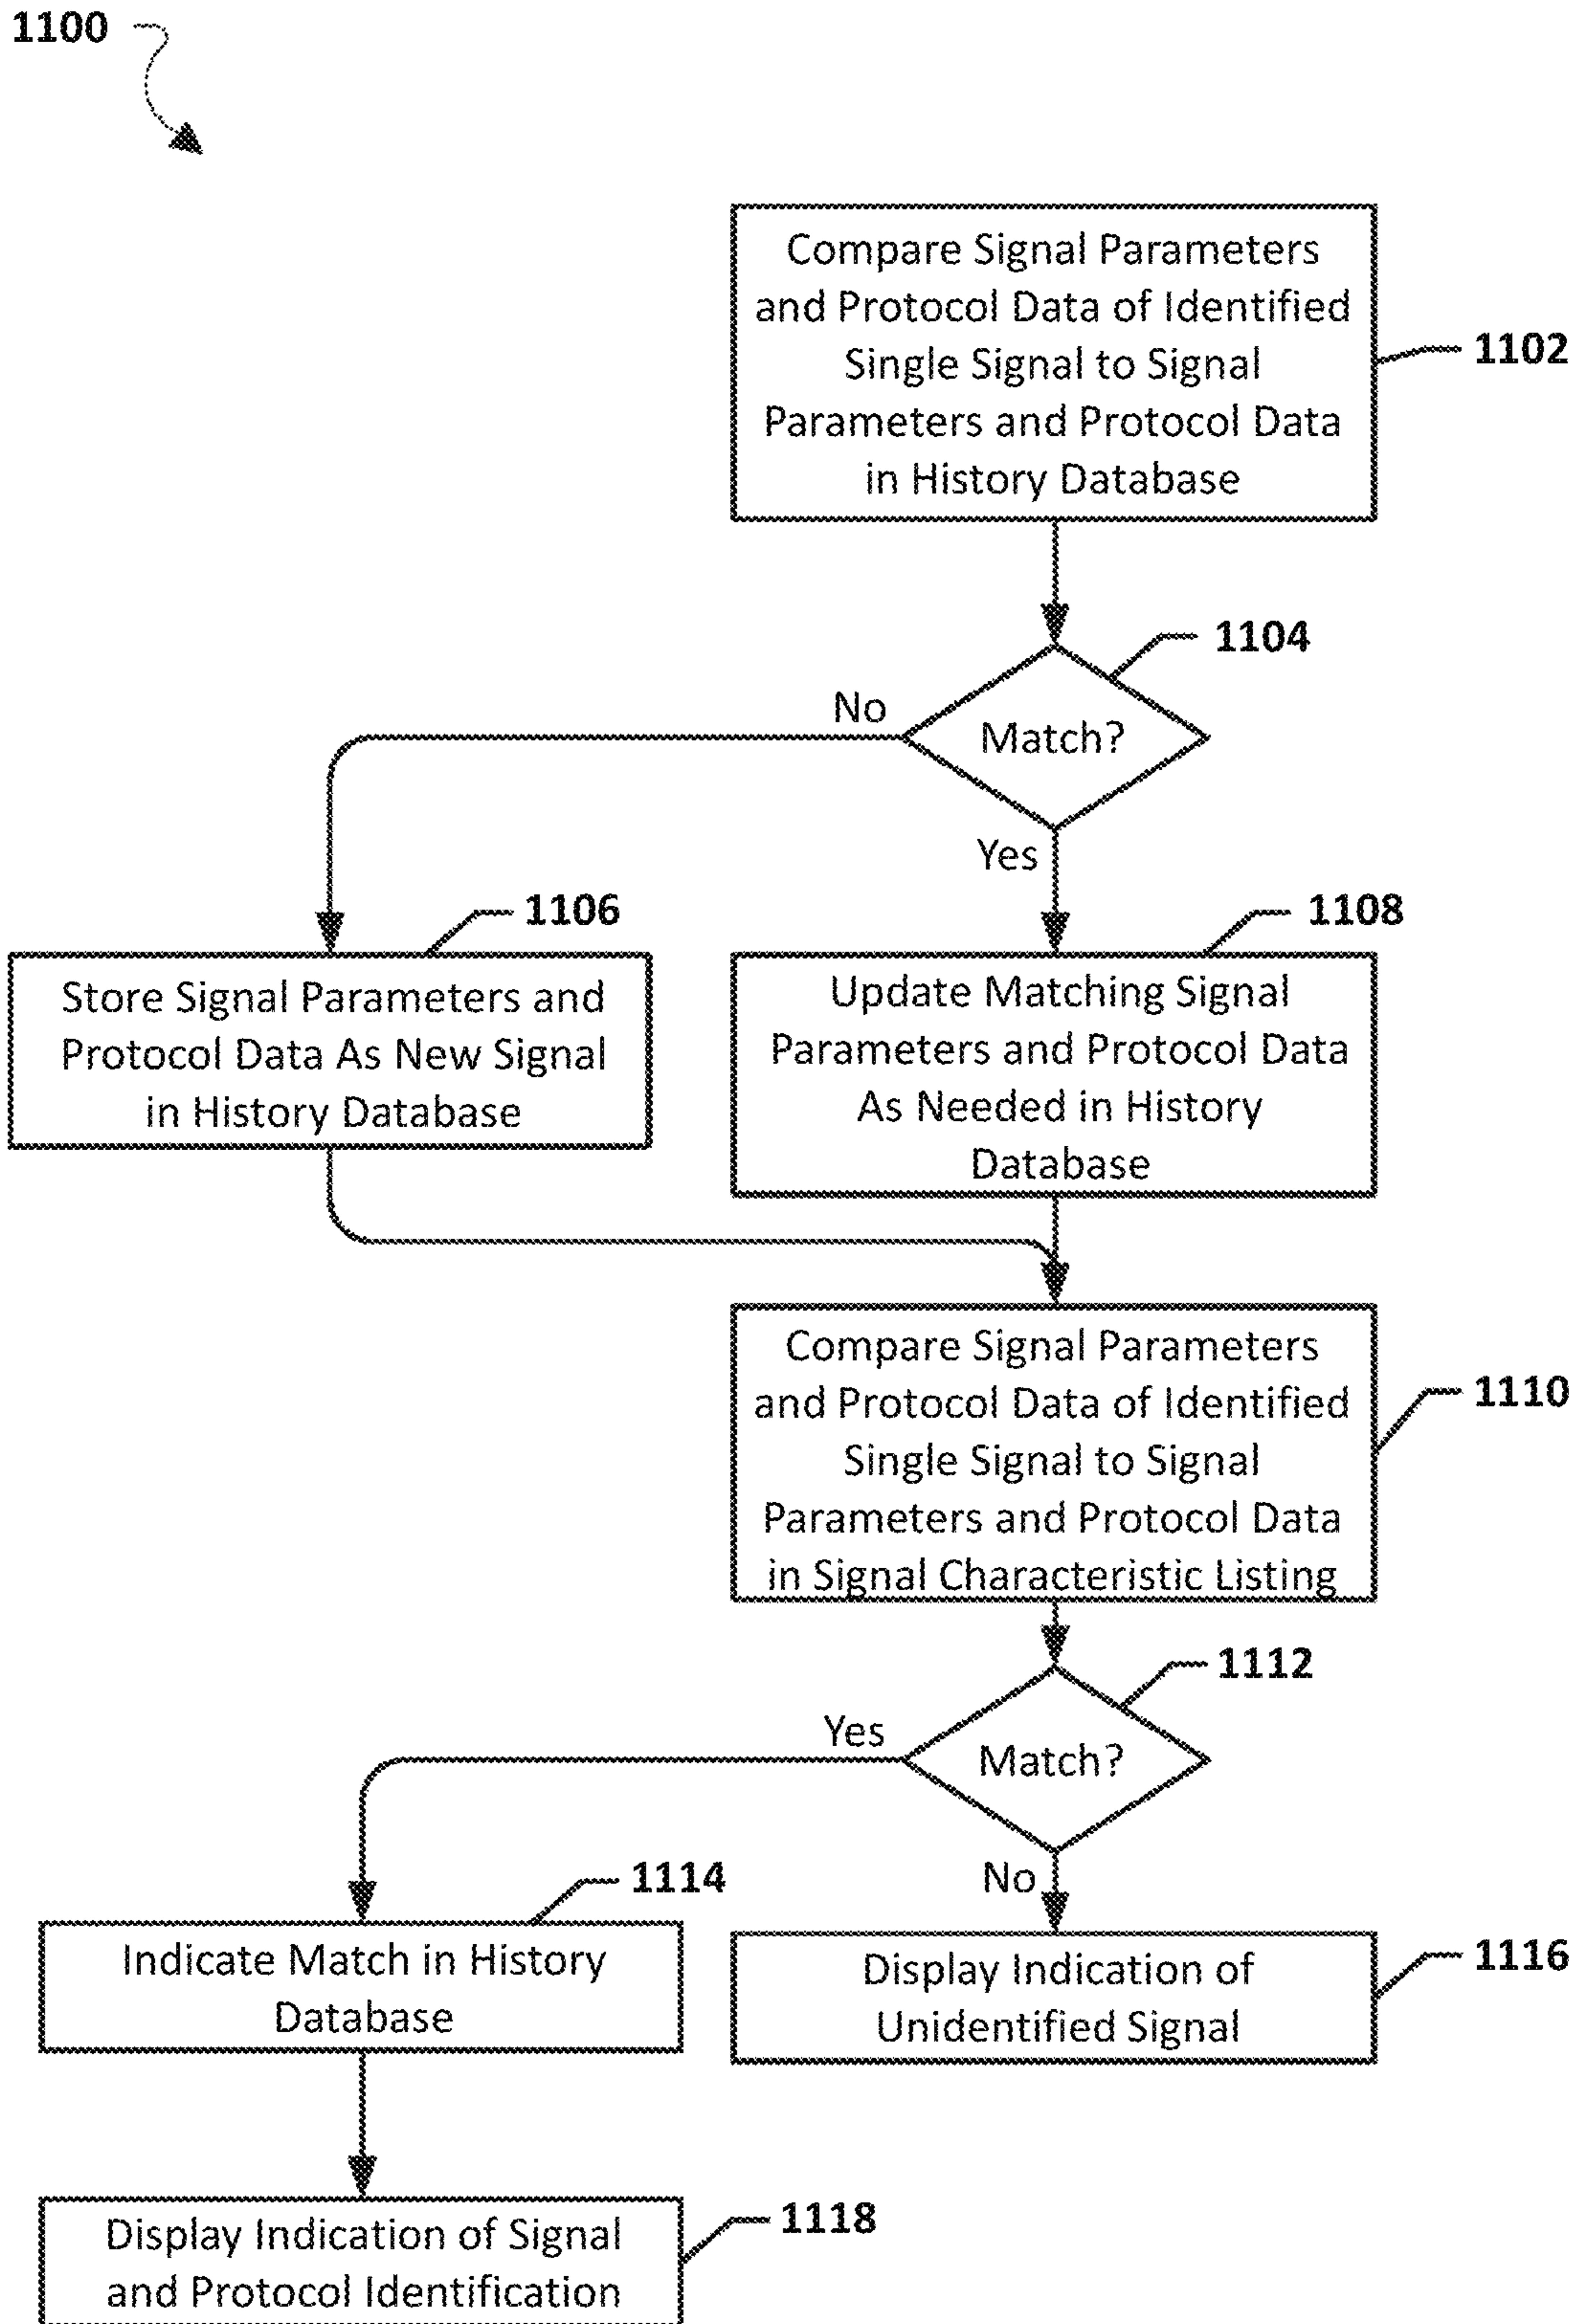 1100
Compare Signal Parameters
and Protocol Data of Identified
Single Signal to Signal
Parameters and Protocol Data
in History Database
1102
1104
Match?
No
Yes
1106
Store Signal Parameters and
Protocol Data As New Signal
in History Database
1108
Update Matching Signal
Parameters and Protocol Data
As Needed in History
Database
Compare Signal Parameters
and Protocol Data of Identified
Single Signal to Signal
Parameters and Protocol Data
in Signal Characteristic Listing
1110
1112
Match?
Yes
No
1114
Indicate Match in History
Database
Display Indication of
Unidentified Signal
1116
Display Indication of Signal
and Protocol Identification
1118